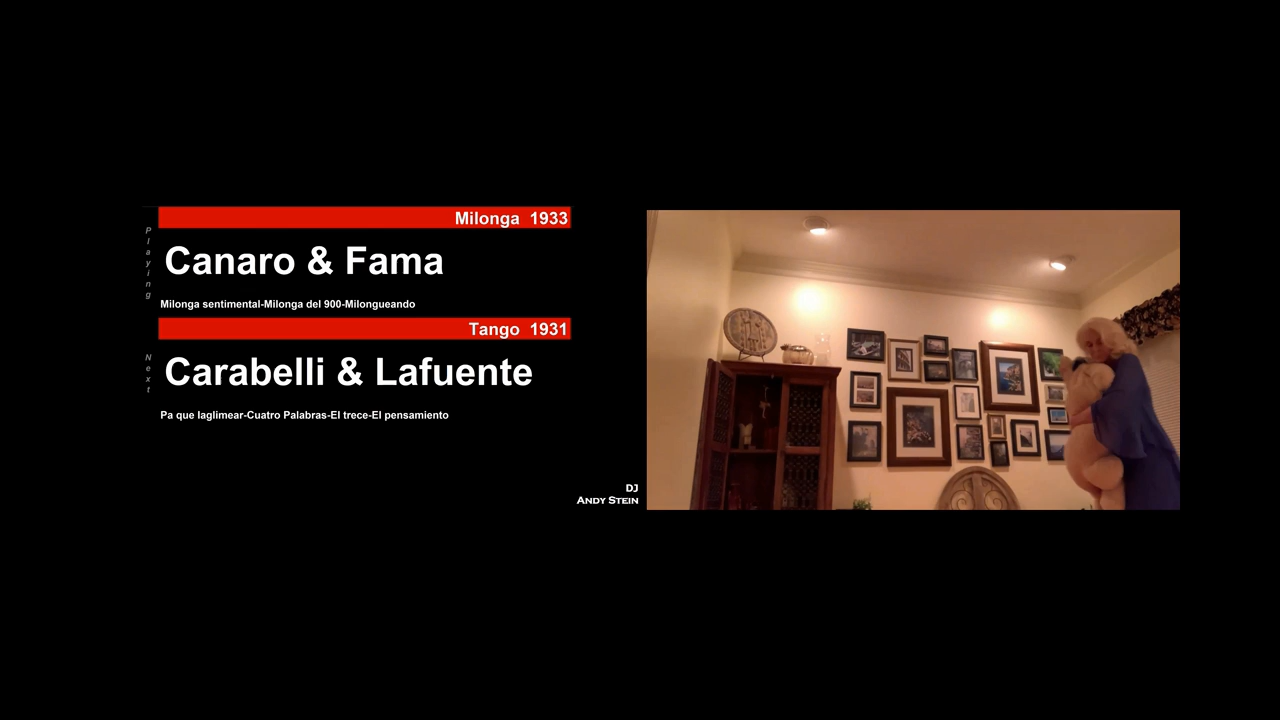 Playing
Milonga 1933
Canaro & Fama
Milonga sentimental-Milonga del 900-Milongueando
Next
Tango 1931
Carabelli & Lafuente
Pa que laglimear-Cuatro Palabras-El trece-El pensamiento
DJ
Andy Stein